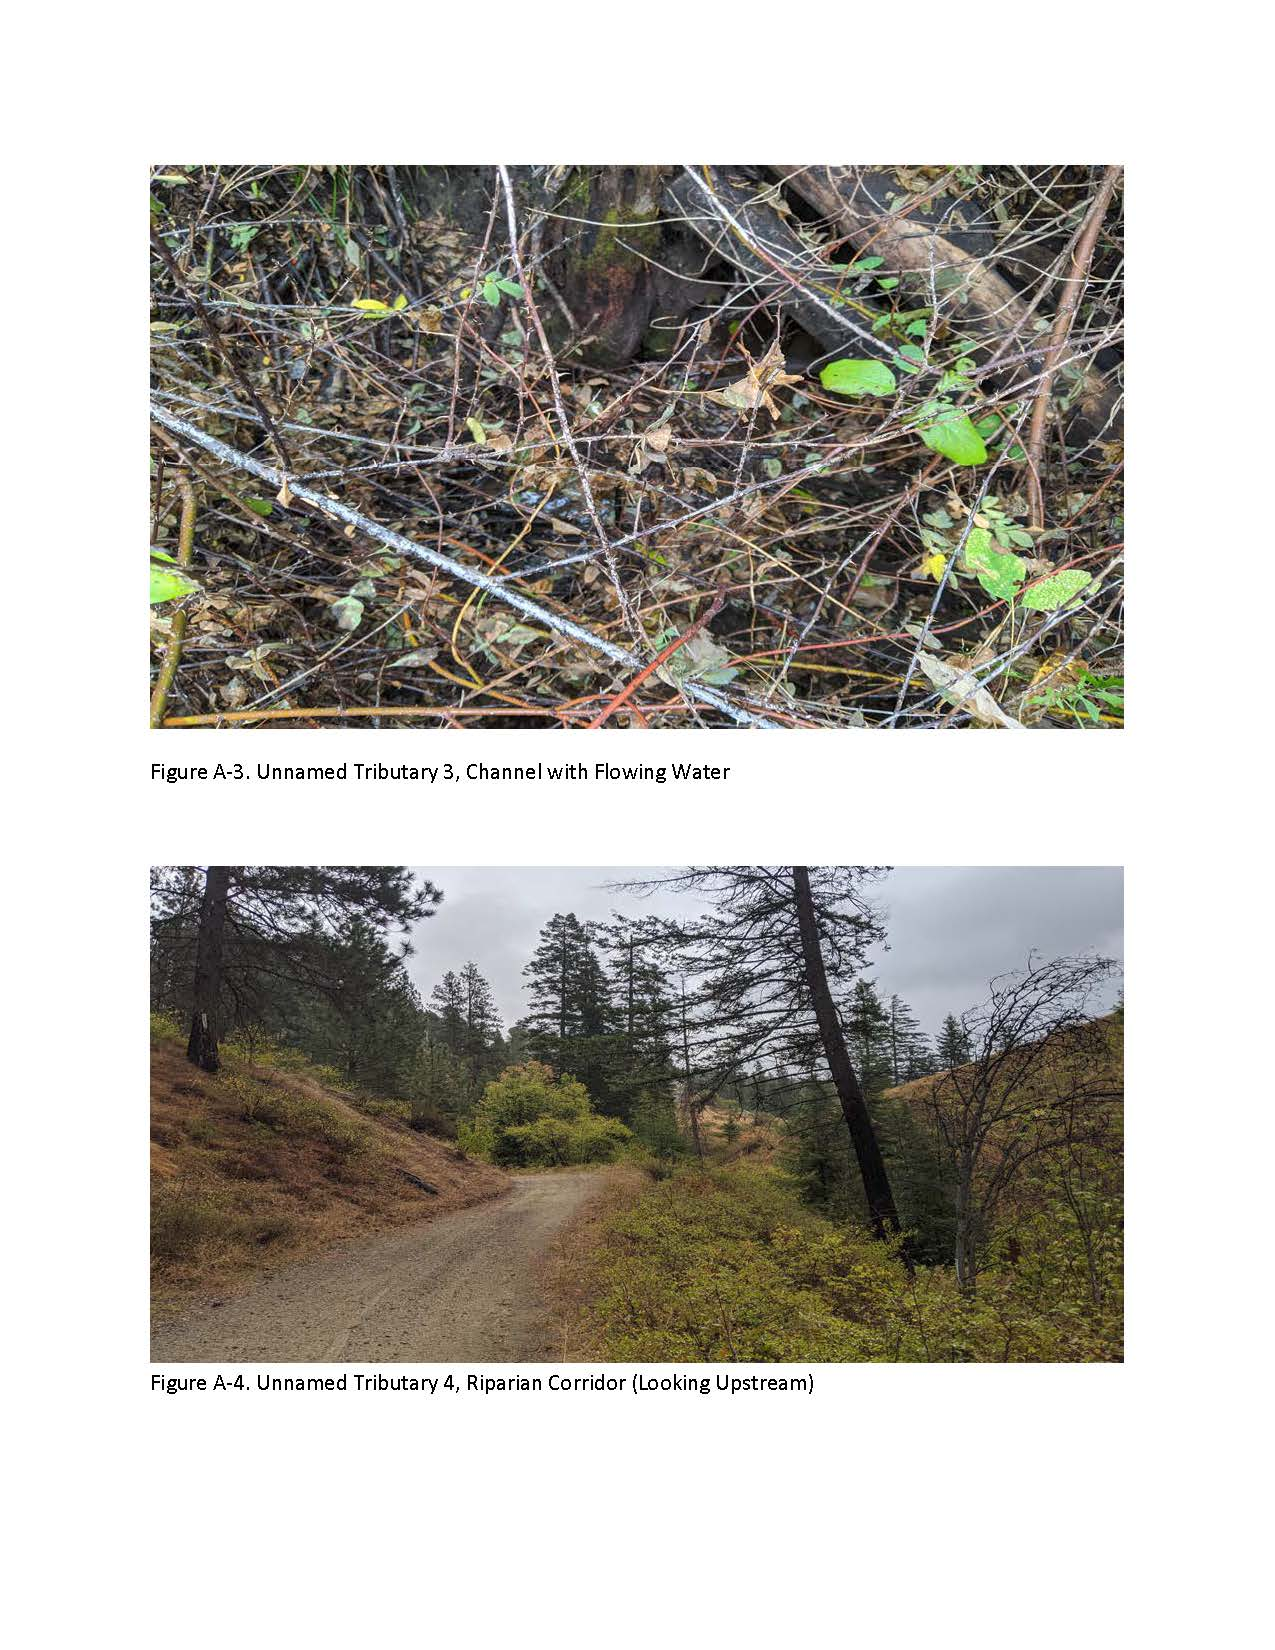 Figure A-3. Unnamed Tributary 3, Channel with Flowing Water
Figure A-4. Unnamed Tributary 4, Riparian Corridor (Looking Upstream)